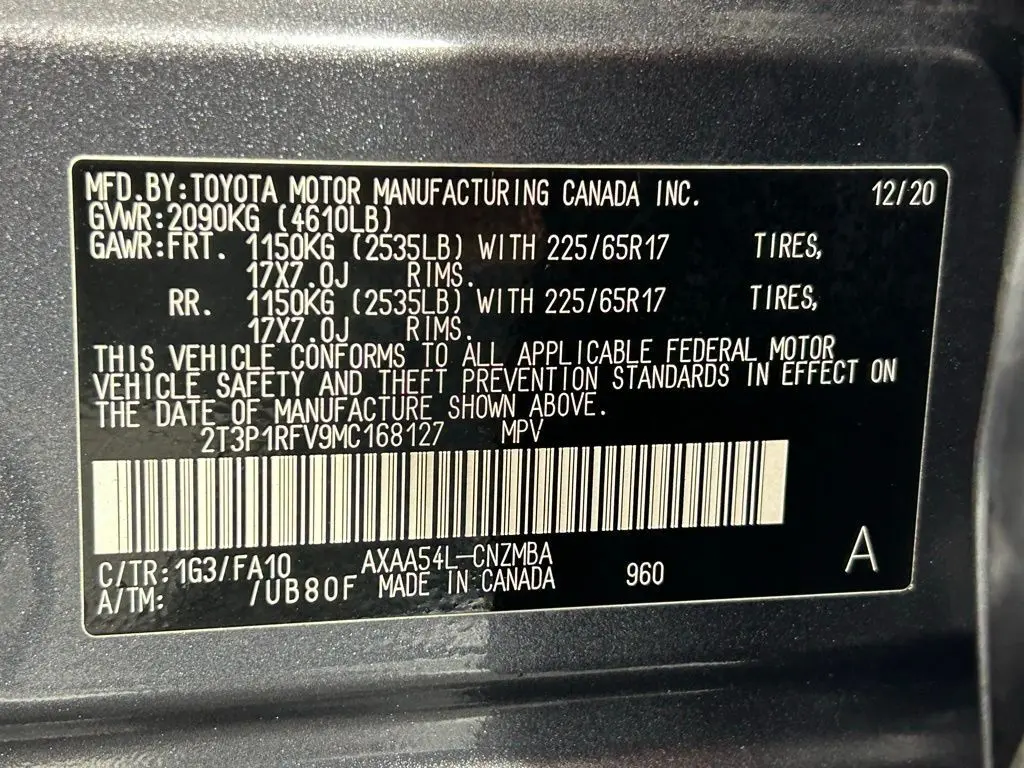 MFD.BY:TOYOTA MOTOR MANUFACTURING CANADA INC. 12/20
GVWR:2090KG (4610LB)
GAWR:FRT. 1150KG (2535LB) WITH 225/65R17 TIRES,
17X7.0J RIMS.
RR. 1150KG (2535LB) WITH 225/65R17 TIRES,
17X7.0J RIMS.
THIS VEHICLE CONFORMS TO ALL APPLICABLE FEDERAL MOTOR
VEHICLE SAFETY AND THEFT PREVENTION STANDARDS IN EFFECT ON
THE DATE OF MANUFACTURE SHOWN ABOVE.
2T3P1RFV9MC168127 MPV
C/TR:1G3/FA10 AXAA54L-CNZMBA
A/TM: /UB80F MADE IN CANADA 960 A